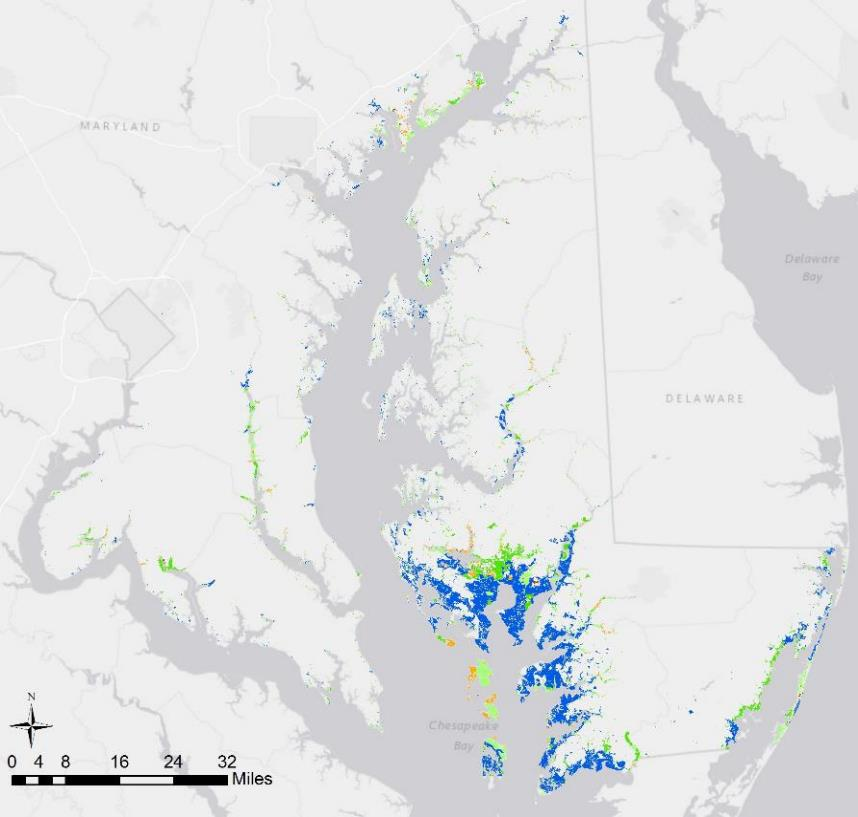 MARYLAND
Delaware
Bay
DELAWARE
N
Chesapeake
Bay
0 4 8 16 24 32
Miles